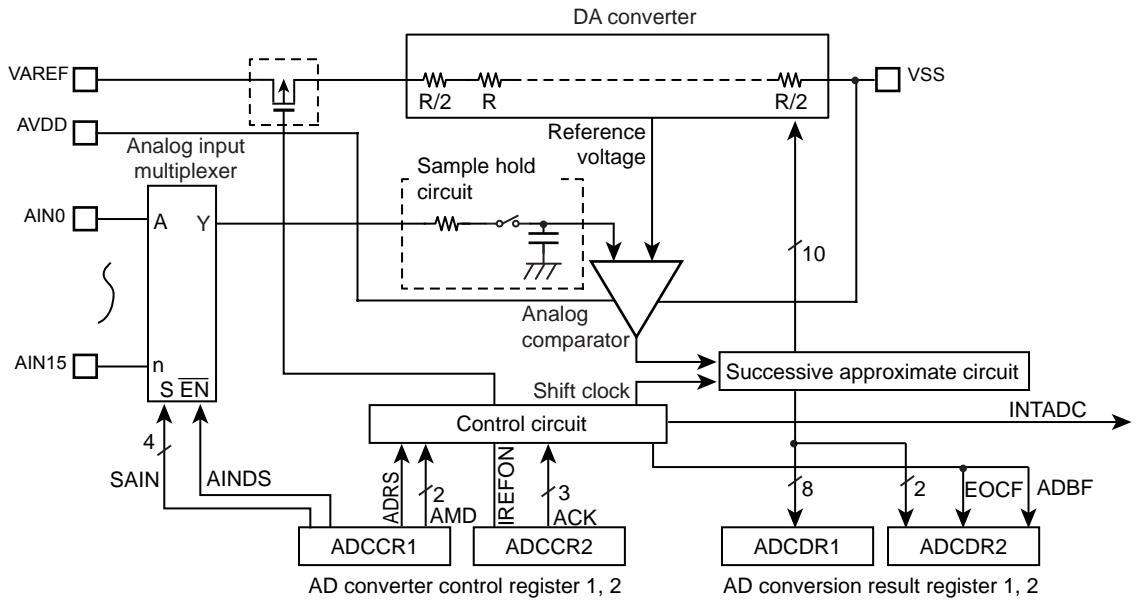 DA converter
VAREF
VSS
R/2
R
R/2
AVDD
Analog input
multiplexer
Reference
voltage
Sample hold
circuit
AIN0
A
Y
10
Analog
comparator
AIN15
n
S
EN
Successive approximate circuit
Shift clock
INTADC
Control circuit
4
SAIN
AINDS
ADRS
2
AMD
IREFON
3
ACK
8
2
EOCF
ADBF
ADCCR1
ADCCR2
ADCDR1
ADCDR2
AD converter control register 1, 2
AD conversion result register 1, 2